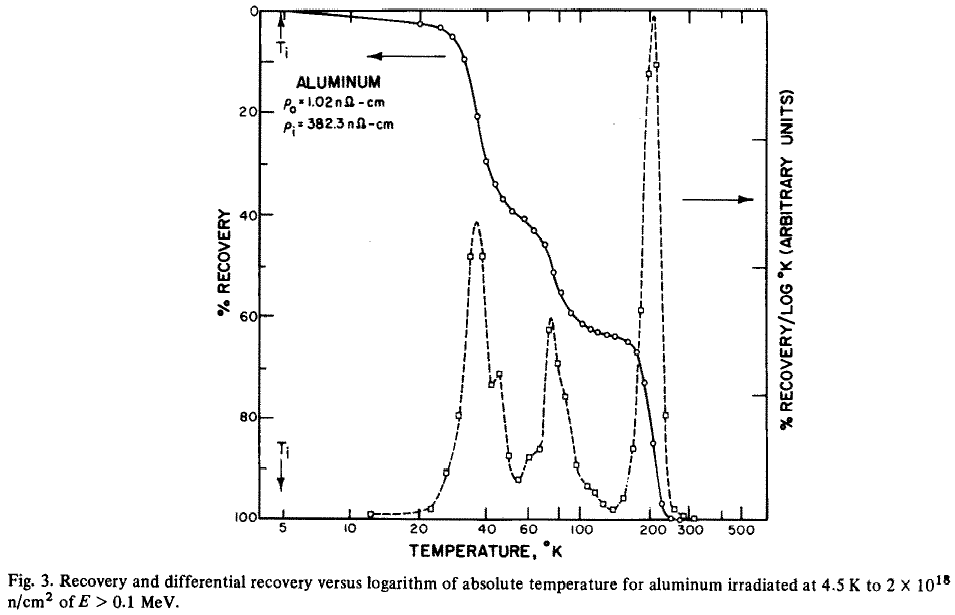 0
20
40
60
80
100
% RECOVERY
Ti
ALUMINUM
ρo = 1.02 nΩ-cm
ρi = 382.3 nΩ-cm
Ti
% RECOVERY/LOG °K (ARBITRARY UNITS)
5 10 20 40 60 100 200 300 500
TEMPERATURE, °K
Fig. 3. Recovery and differential recovery versus logarithm of absolute temperature for aluminum irradiated at 4.5 K to 2 × 10¹⁸
n/cm² of E > 0.1 MeV.